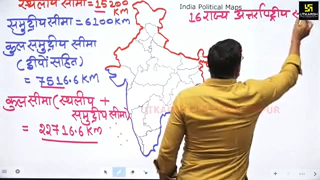 स्थलीय सीमा = 15200 KM
समुद्रीय सीमा = 6100 KM
कुल समुद्रीय सीमा
(द्वीपों सहित)
= 7516.6 KM
कुल सीमा (स्थलीय +
समुद्रीय सीमा)
= 22716.6 KM
India Political Maps
16 राज्य अन्तर्राष्ट्रीय